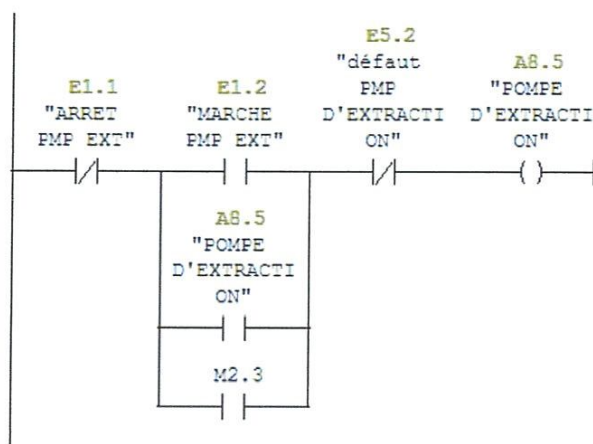 E5.2
"défaut
PMP
D'EXTRACTI
ON"
A8.5
"POMPE
D'EXTRACTI
ON"
E1.1
"ARRET
PMP EXT"
E1.2
"MARCHE
PMP EXT"
A8.5
"POMPE
D'EXTRACTI
ON"
M2.3